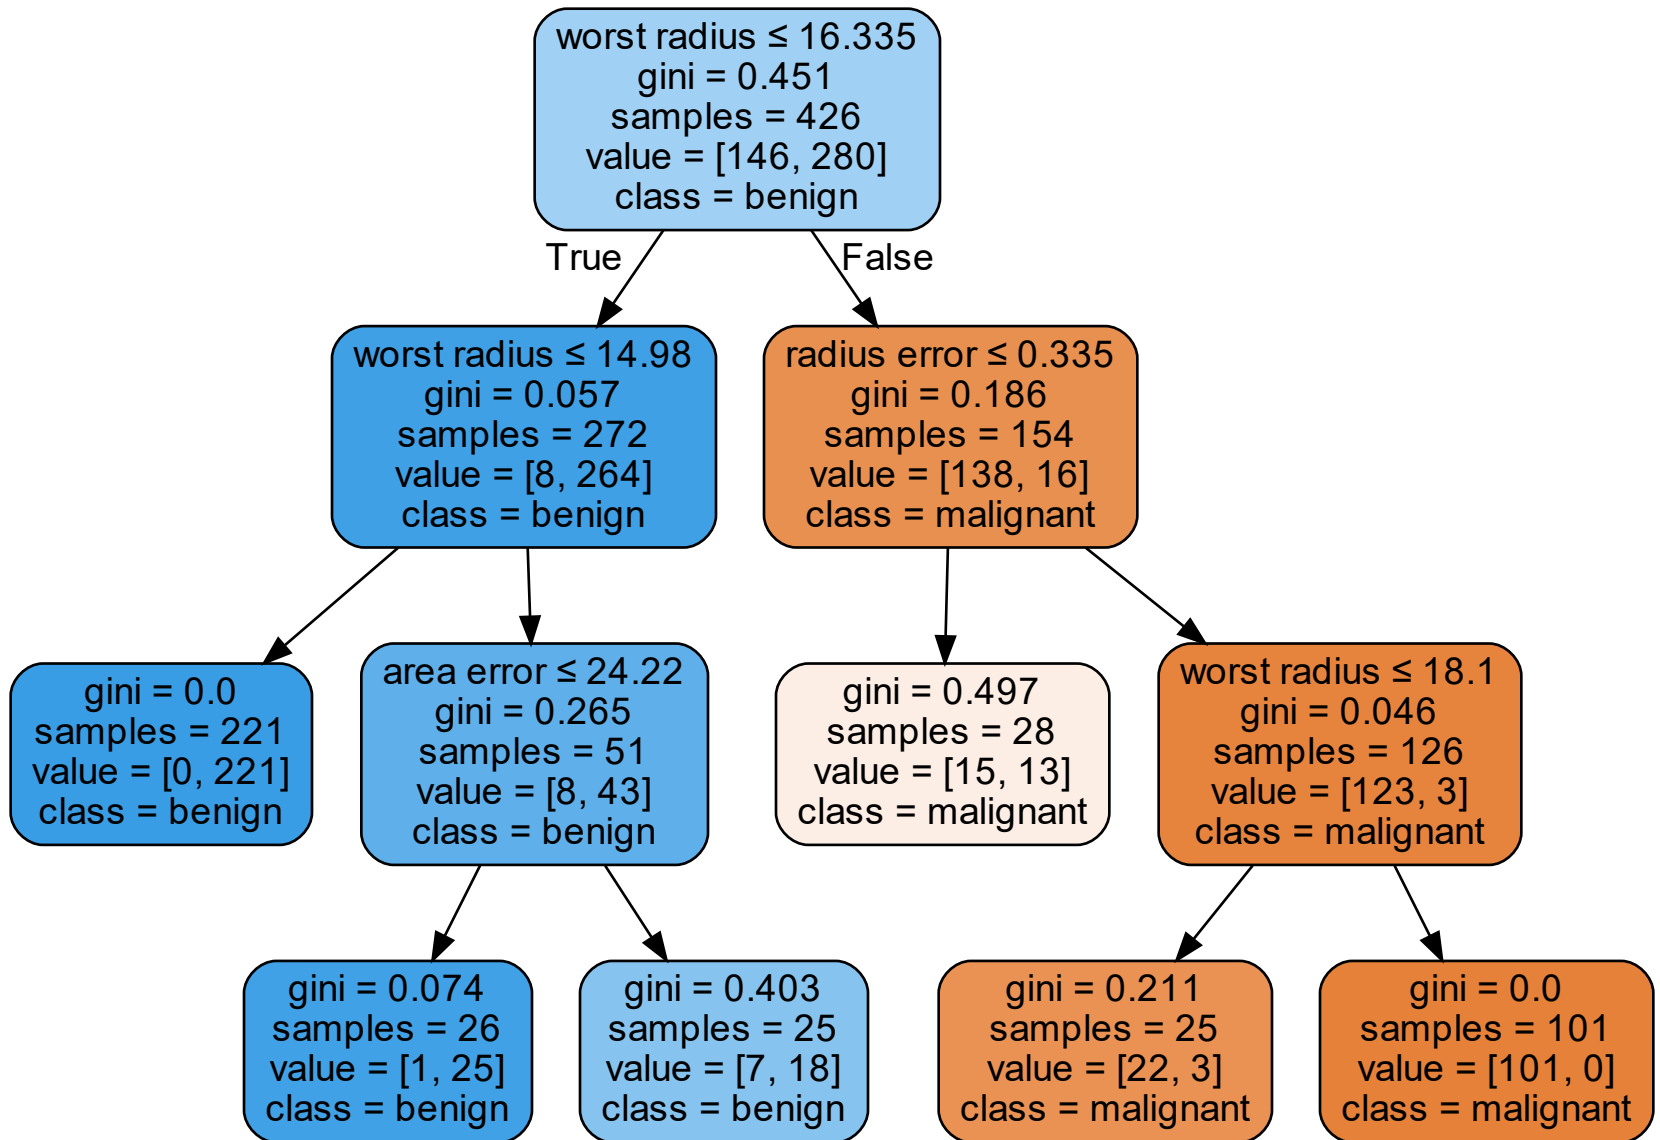 worst radius ≤ 16.335
gini = 0.451
samples = 426
value = [146, 280]
class = benign
True
False
worst radius ≤ 14.98
gini = 0.057
samples = 272
value = [8, 264]
class = benign
radius error ≤ 0.335
gini = 0.186
samples = 154
value = [138, 16]
class = malignant
gini = 0.0
samples = 221
value = [0, 221]
class = benign
area error ≤ 24.22
gini = 0.265
samples = 51
value = [8, 43]
class = benign
gini = 0.497
samples = 28
value = [15, 13]
class = malignant
worst radius ≤ 18.1
gini = 0.046
samples = 126
value = [123, 3]
class = malignant
gini = 0.074
samples = 26
value = [1, 25]
class = benign
gini = 0.403
samples = 25
value = [7, 18]
class = benign
gini = 0.211
samples = 25
value = [22, 3]
class = malignant
gini = 0.0
samples = 101
value = [101, 0]
class = malignant